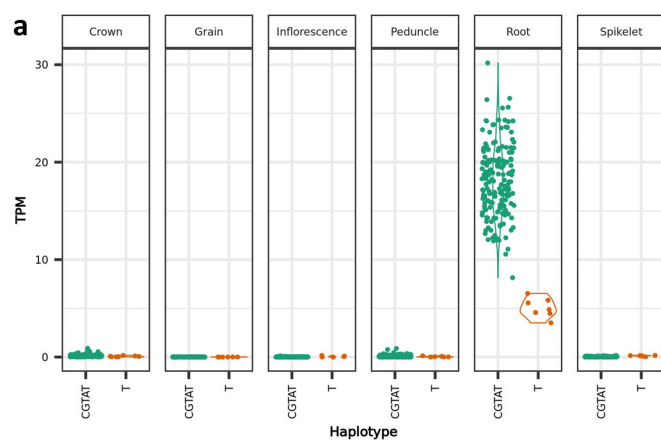 a
Crown Grain Inflorescence Peduncle Root Spikelet
30
20
10
0
TPM
CGTAT T CGTAT T CGTAT T CGTAT T CGTAT T CGTAT T
Haplotype